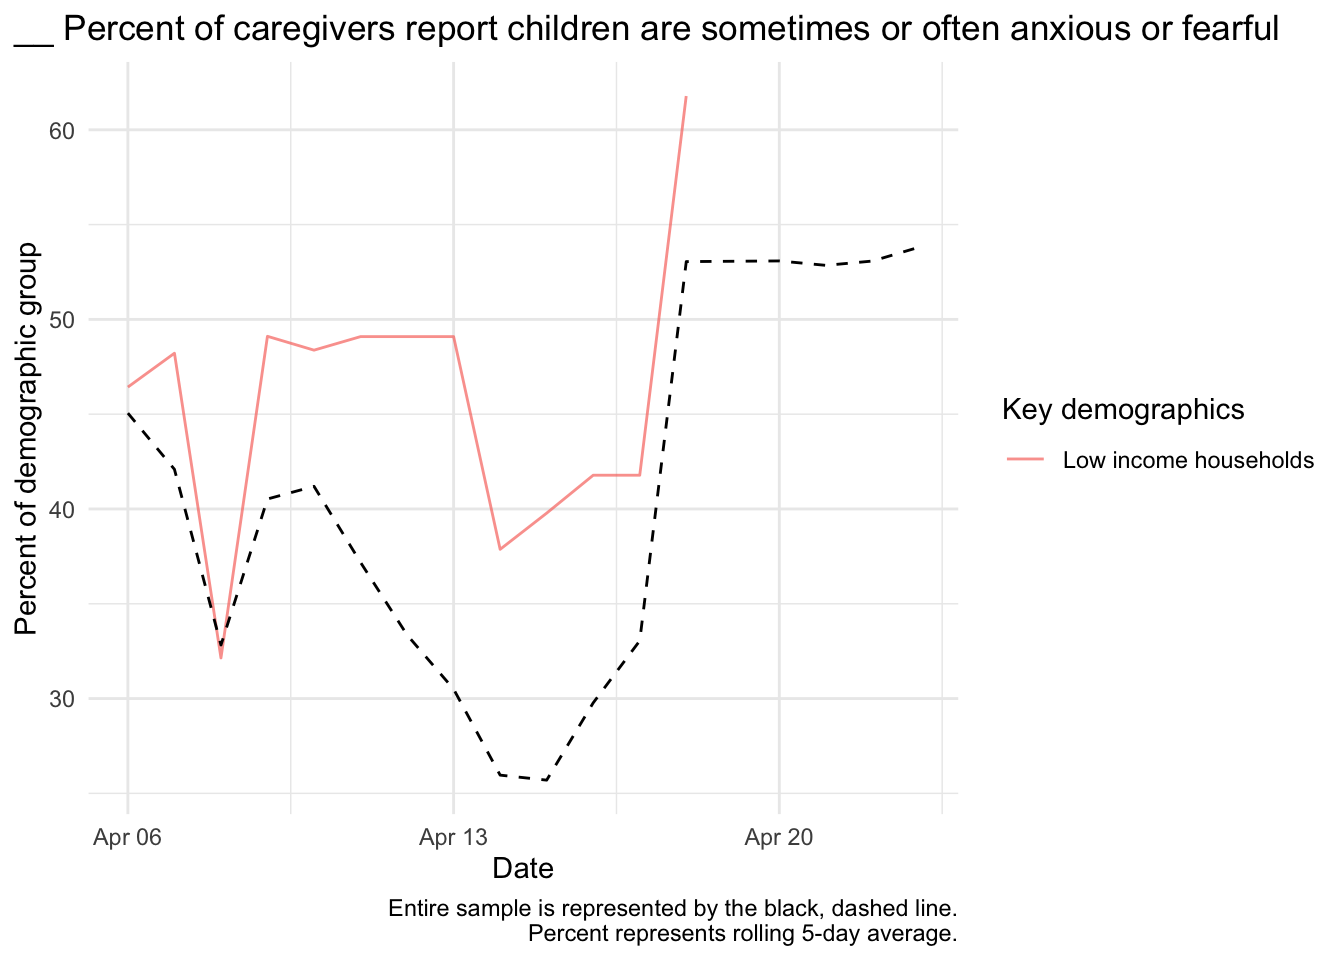 __ Percent of caregivers report children are sometimes or often anxious or fearful
Percent of demographic group
60
50
40
30
Apr 06
Apr 13
Apr 20
Date
Key demographics
Low income households
Entire sample is represented by the black, dashed line.
Percent represents rolling 5-day average.